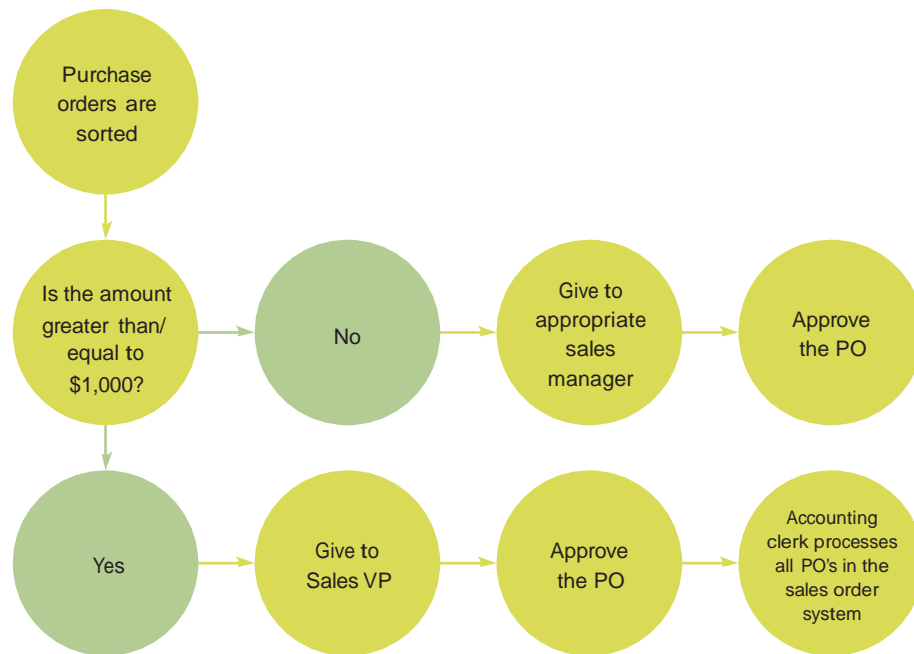 Purchase
orders are
sorted
Is the amount
greater than/
equal to
$1,000?
No
Give to
appropriate
sales
manager
Approve
the PO
Yes
Give to
Sales VP
Approve
the PO
Accounting
clerk processes
all PO's in the
sales order
system